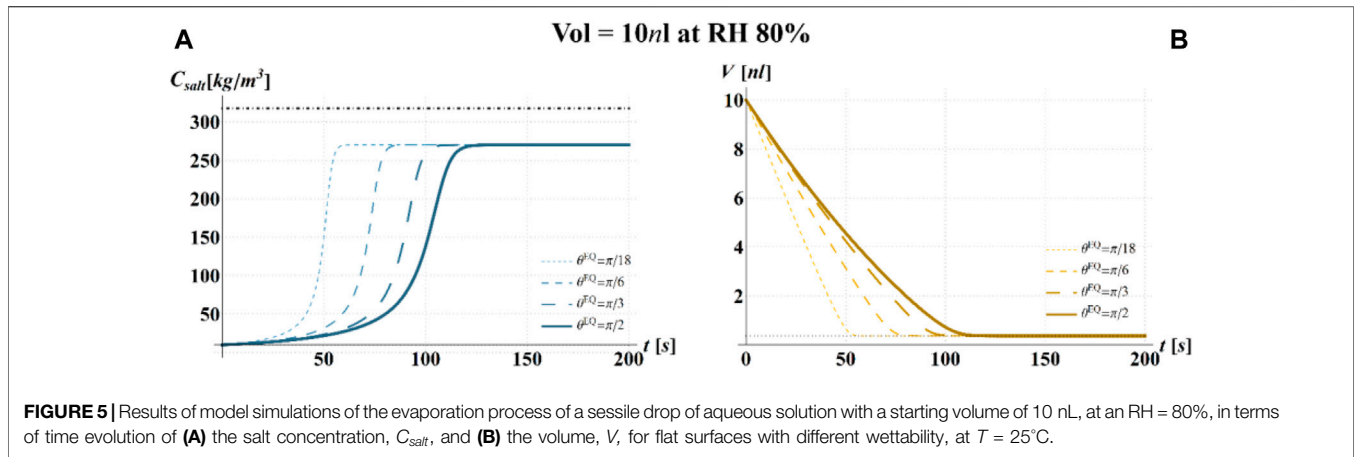 Vol = 10nl at RH 80%
A
B
C_salt[kg/m³]
300
250
200
150
100
50
50
100
150
200
t [s]
θ^EQ=π/18
θ^EQ=π/6
θ^EQ=π/3
θ^EQ=π/2
V [nl]
10
8
6
4
2
0
50
100
150
200
t [s]
θ^EQ=π/18
θ^EQ=π/6
θ^EQ=π/3
θ^EQ=π/2
FIGURE 5 | Results of model simulations of the evaporation process of a sessile drop of aqueous solution with a starting volume of 10 nL, at an RH = 80%, in terms
of time evolution of (A) the salt concentration, C_salt, and (B) the volume, V, for flat surfaces with different wettability, at T = 25°C.